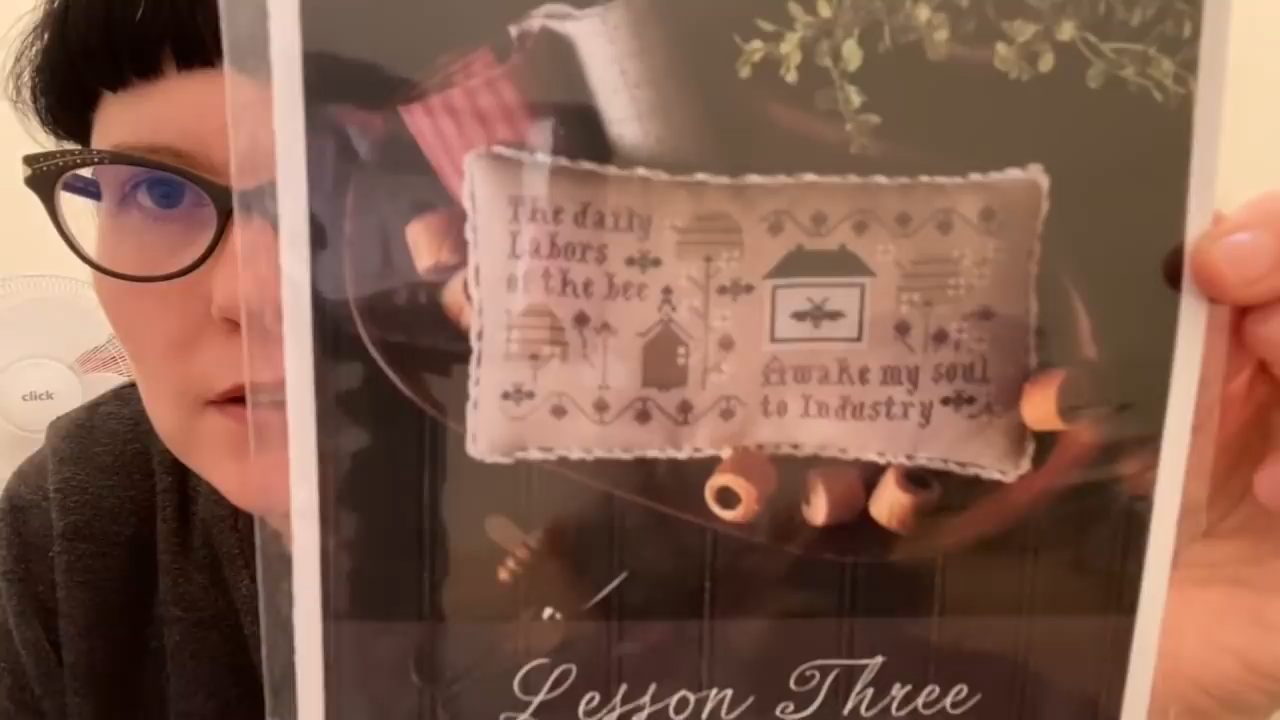 The daily
Labors
of the bee
Awake my soul
to Industry
Lesson Three
click